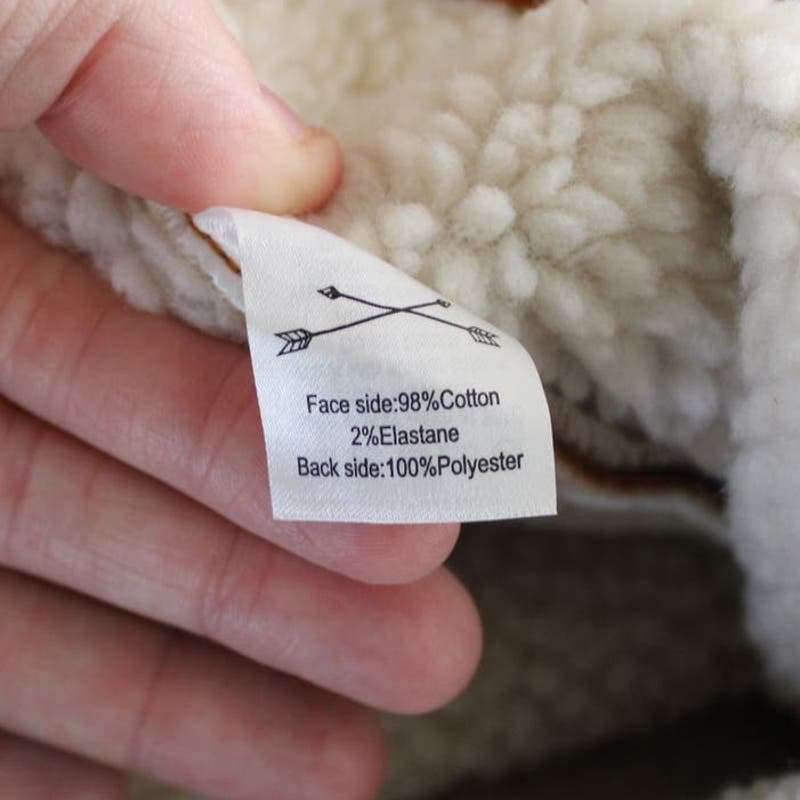 Face side:98%Cotton
2%Elastane
Back side:100%Polyester